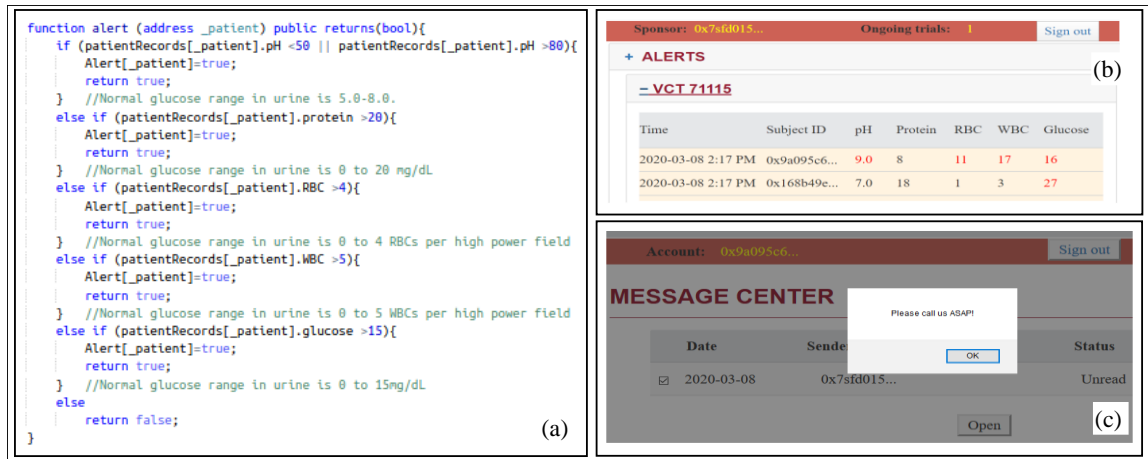 function alert (address _patient) public returns(bool){
if (patientRecords[_patient].pH <50 || patientRecords[_patient].pH >80){
Alert[_patient]=true;
return true;
} //Normal glucose range in urine is 5.0-8.0.
else if (patientRecords[_patient].protein >20){
Alert[_patient]=true;
return true;
} //Normal glucose range in urine is 0 to 20 mg/dL
else if (patientRecords[_patient].RBC >4){
Alert[_patient]=true;
return true;
} //Normal glucose range in urine is 0 to 4 RBCs per high power field
else if (patientRecords[_patient].WBC >5){
Alert[_patient]=true;
return true;
} //Normal glucose range in urine is 0 to 5 WBCs per high power field
else if (patientRecords[_patient].glucose >15){
Alert[_patient]=true;
return true;
} //Normal glucose range in urine is 0 to 15mg/dL
else
return false;
}
(a)
Sponsor: 0x7sfd015... Ongoing trials: 1 Sign out
+ ALERTS
(b)
– VCT 71115
Time Subject ID pH Protein RBC WBC Glucose
2020-03-08 2:17 PM 0x9a095c6... 9.0 8 11 17 16
2020-03-08 2:17 PM 0x168b49e... 7.0 18 1 3 27
Account: 0x9a095c6... Sign out
MESSAGE CENTER
Please call us ASAP!
OK
Date Sende Status
2020-03-08 0x7sfd015... Unread
Open
(c)